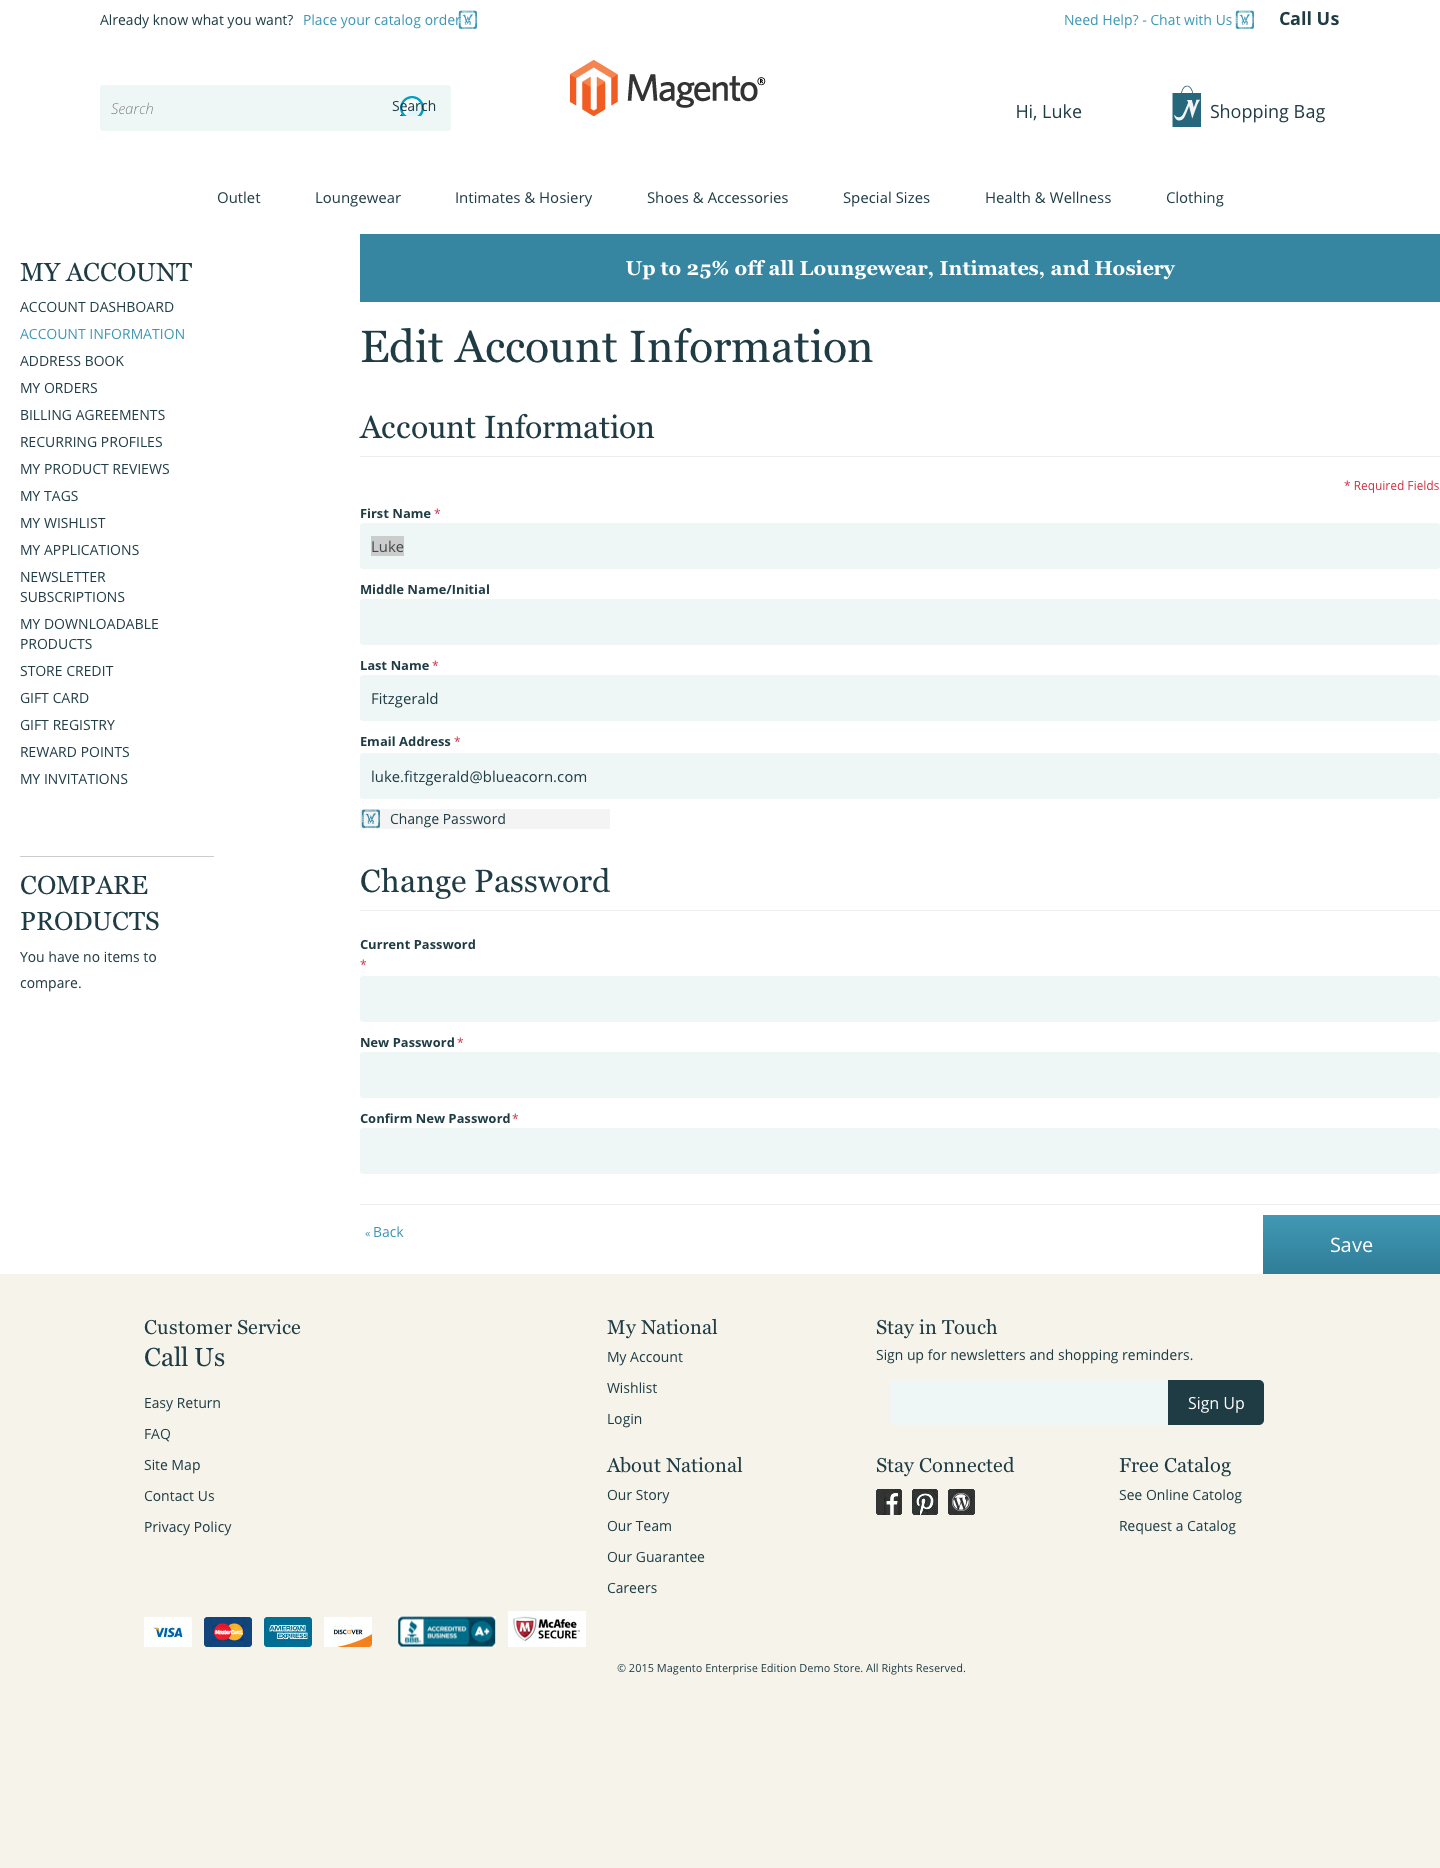 Already know what you want? Place your catalog order
Need Help? - Chat with Us
Call Us
Search
Search
Magento®
Hi, Luke
Shopping Bag
Outlet
Loungewear
Intimates & Hosiery
Shoes & Accessories
Special Sizes
Health & Wellness
Clothing
MY ACCOUNT
ACCOUNT DASHBOARD
ACCOUNT INFORMATION
ADDRESS BOOK
MY ORDERS
BILLING AGREEMENTS
RECURRING PROFILES
MY PRODUCT REVIEWS
MY TAGS
MY WISHLIST
MY APPLICATIONS
NEWSLETTER
SUBSCRIPTIONS
MY DOWNLOADABLE
PRODUCTS
STORE CREDIT
GIFT CARD
GIFT REGISTRY
REWARD POINTS
MY INVITATIONS
COMPARE
PRODUCTS
You have no items to
compare.
Up to 25% off all Loungewear, Intimates, and Hosiery
Edit Account Information
Account Information
* Required Fields
First Name *
Luke
Middle Name/Initial
Last Name *
Fitzgerald
Email Address *
luke.fitzgerald@blueacorn.com
Change Password
Change Password
Current Password
*
New Password *
Confirm New Password *
« Back
Save
Customer Service
Call Us
Easy Return
FAQ
Site Map
Contact Us
Privacy Policy
My National
My Account
Wishlist
Login
About National
Our Story
Our Team
Our Guarantee
Careers
Stay in Touch
Sign up for newsletters and shopping reminders.
Sign Up
Stay Connected
Free Catalog
See Online Catolog
Request a Catalog
VISA
MasterCard
AMERICAN
EXPRESS
DISCOVER
BBB.
ACCREDITED
BUSINESS
A+
McAfee
SECURE
© 2015 Magento Enterprise Edition Demo Store. All Rights Reserved.